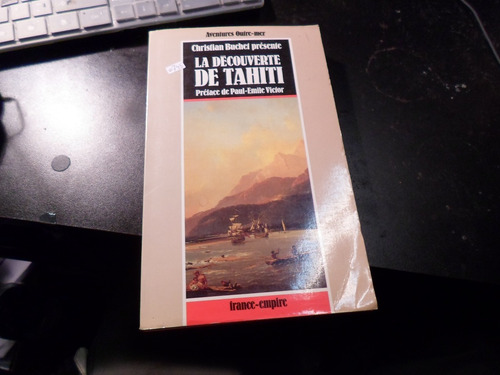 Aventures Outre-mer
Christian Buchet présente
LA DÉCOUVERTE
DE TAHITI
Préface de Paul-Emile Victor
france-empire